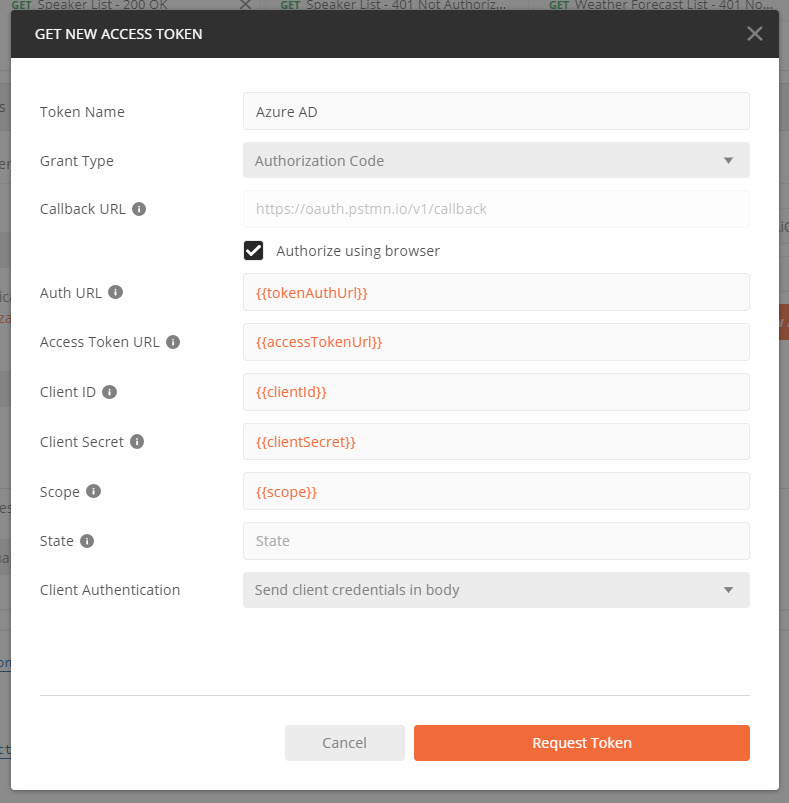 GET Speaker List - 200 OK GET Speaker List - 401 Not Authoriz... GET Weather Forecast List - 401 No...
GET NEW ACCESS TOKEN
Token Name Azure AD
Grant Type Authorization Code
Callback URL https://oauth.pstmn.io/v1/callback
Authorize using browser
Auth URL {{tokenAuthUrl}}
Access Token URL {{accessTokenUrl}}
Client ID {{clientId}}
Client Secret {{clientSecret}}
Scope {{scope}}
State State
Client Authentication Send client credentials in body
Cancel Request Token